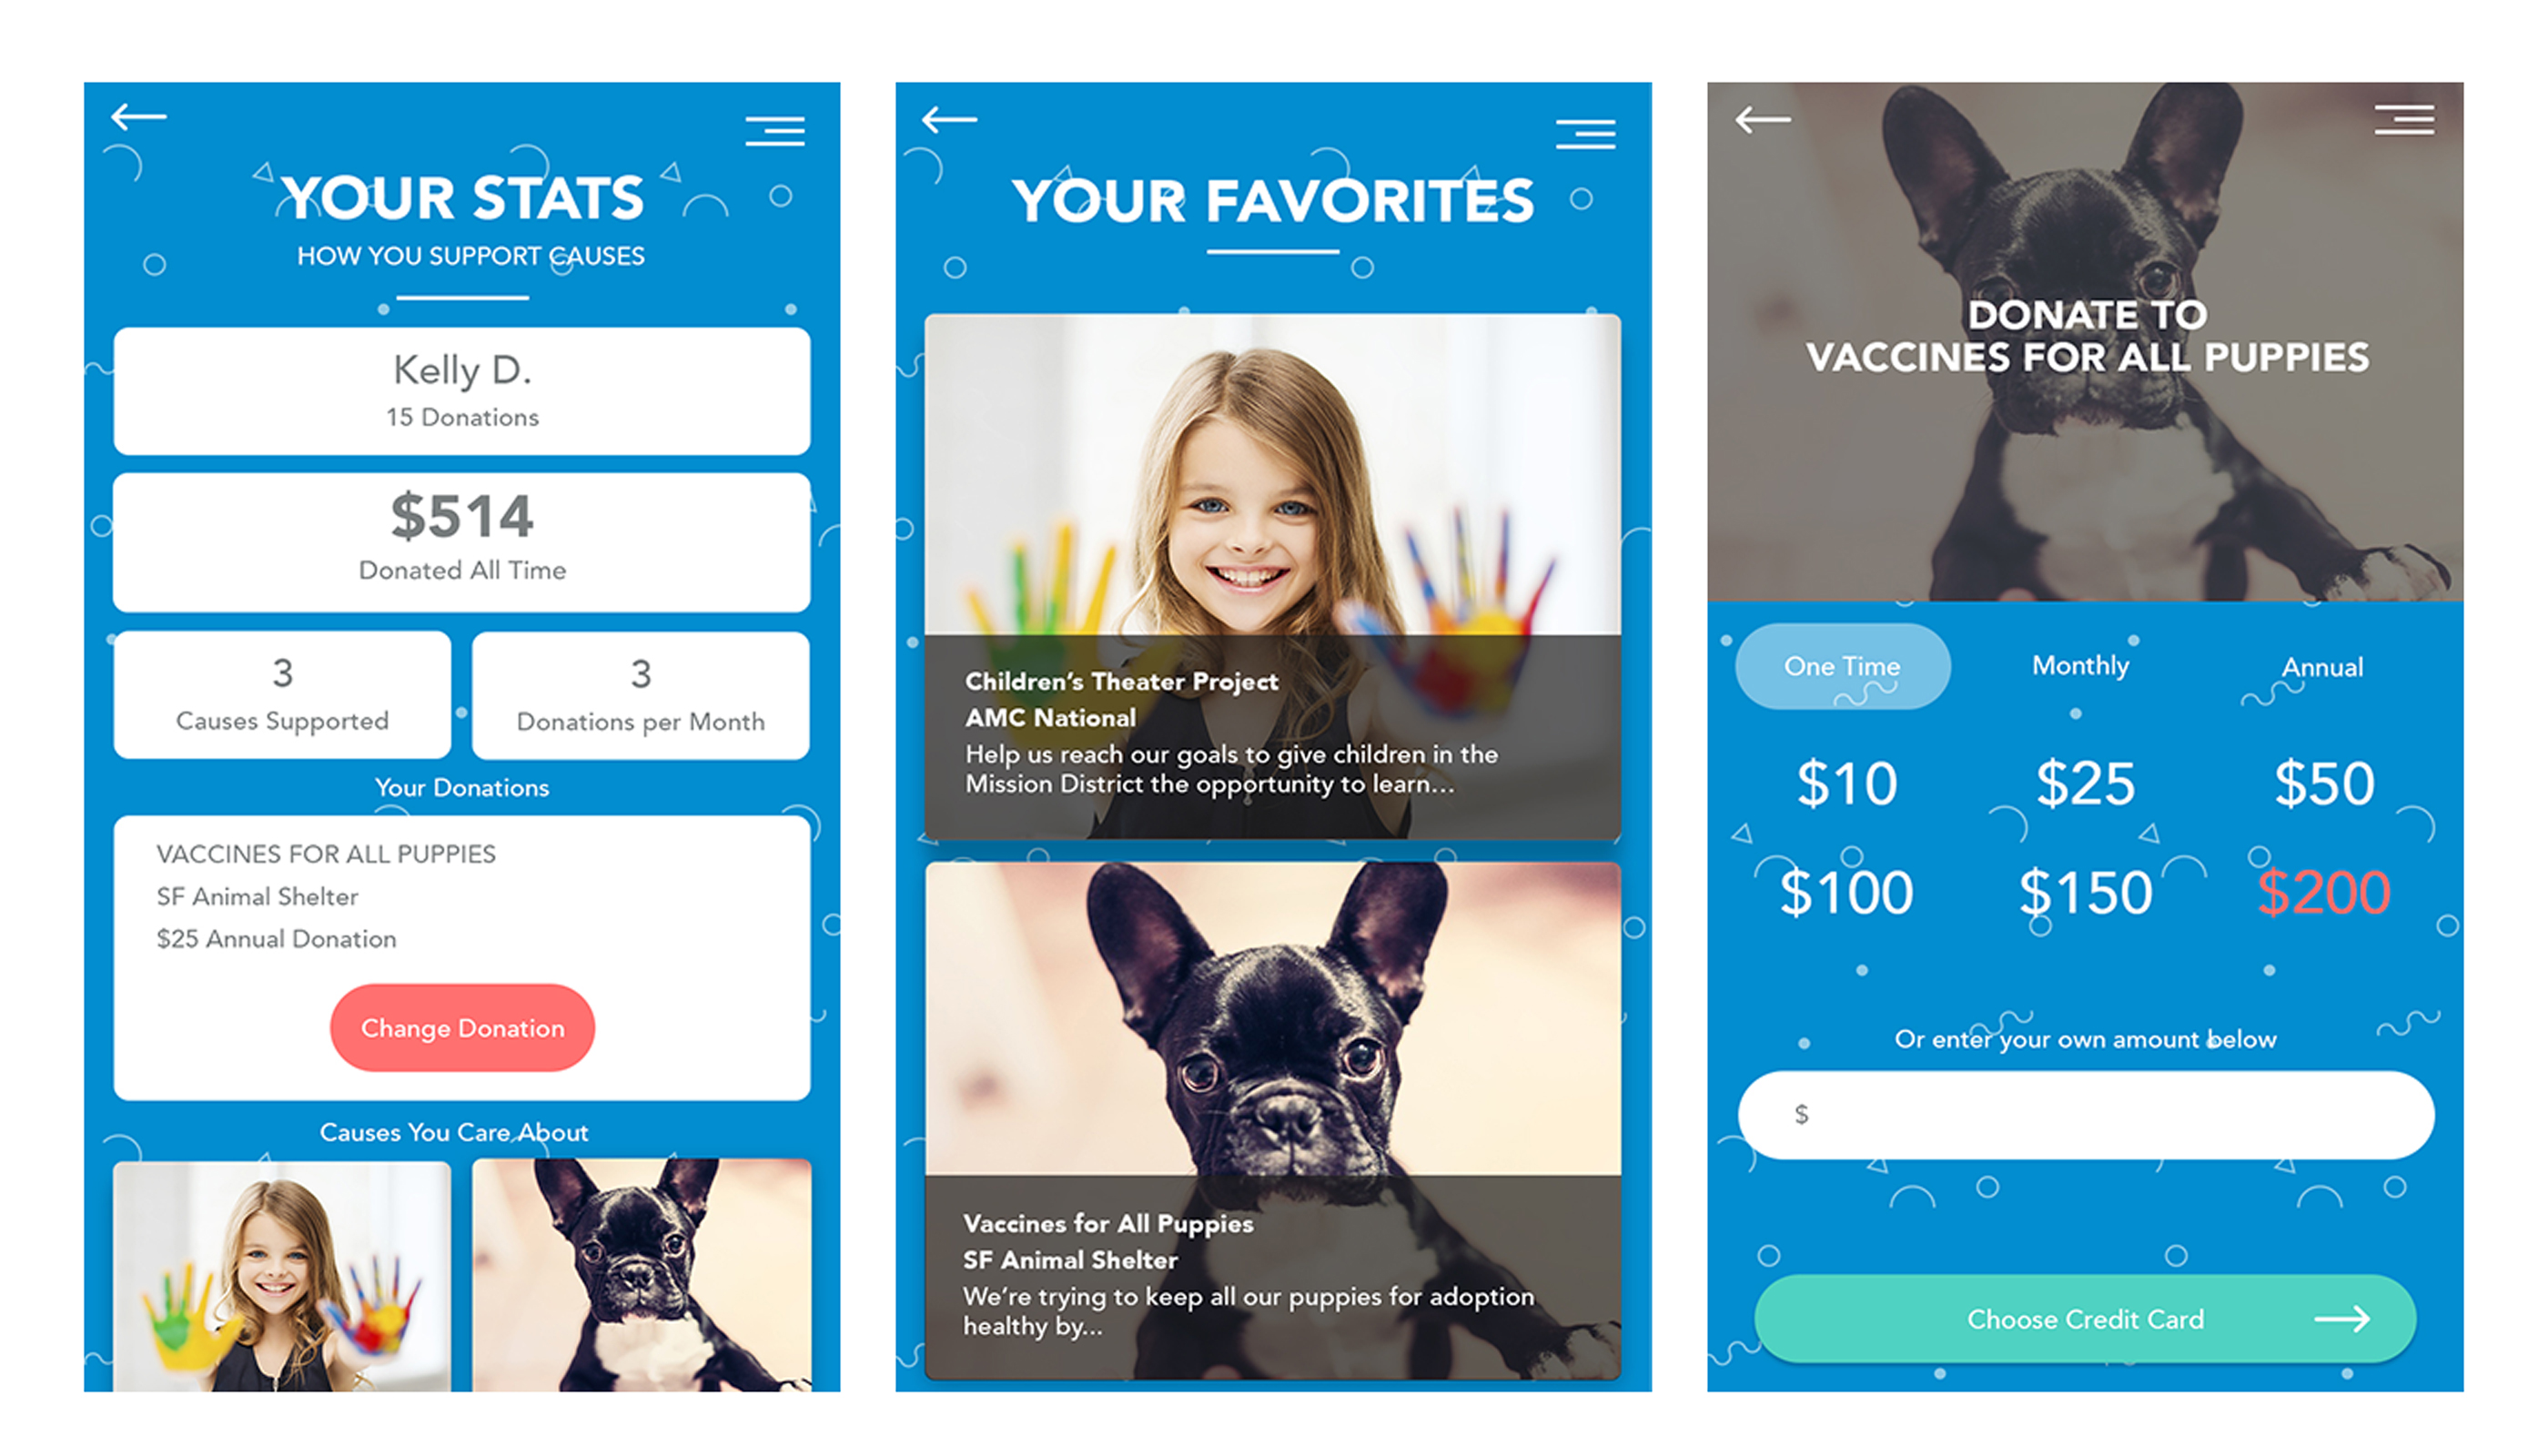 YOUR STATS
HOW YOU SUPPORT CAUSES
Kelly D.
15 Donations
$514
Donated All Time
3
Causes Supported
3
Donations per Month
Your Donations
VACCINES FOR ALL PUPPIES
SF Animal Shelter
$25 Annual Donation
Change Donation
Causes You Care About
YOUR FAVORITES
Children's Theater Project
AMC National
Help us reach our goals to give children in the
Mission District the opportunity to learn...
Vaccines for All Puppies
SF Animal Shelter
We're trying to keep all our puppies for adoption
healthy by...
DONATE TO
VACCINES FOR ALL PUPPIES
One Time Monthly Annual
$10 $25 $50
$100 $150 $200
Or enter your own amount below
$
Choose Credit Card